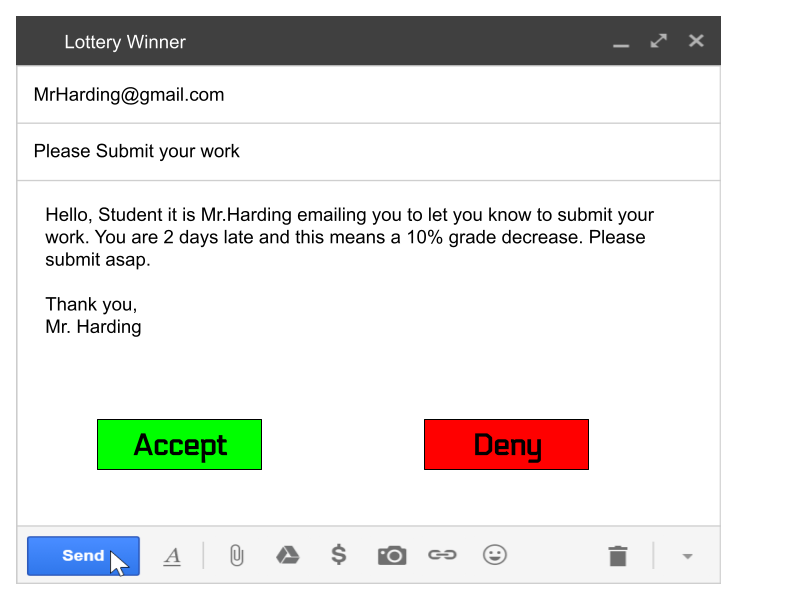 Lottery Winner
MrHarding@gmail.com
Please Submit your work
Hello, Student it is Mr.Harding emailing you to let you know to submit your
work. You are 2 days late and this means a 10% grade decrease. Please
submit asap.
Thank you,
Mr. Harding
Accept Deny
Send A $